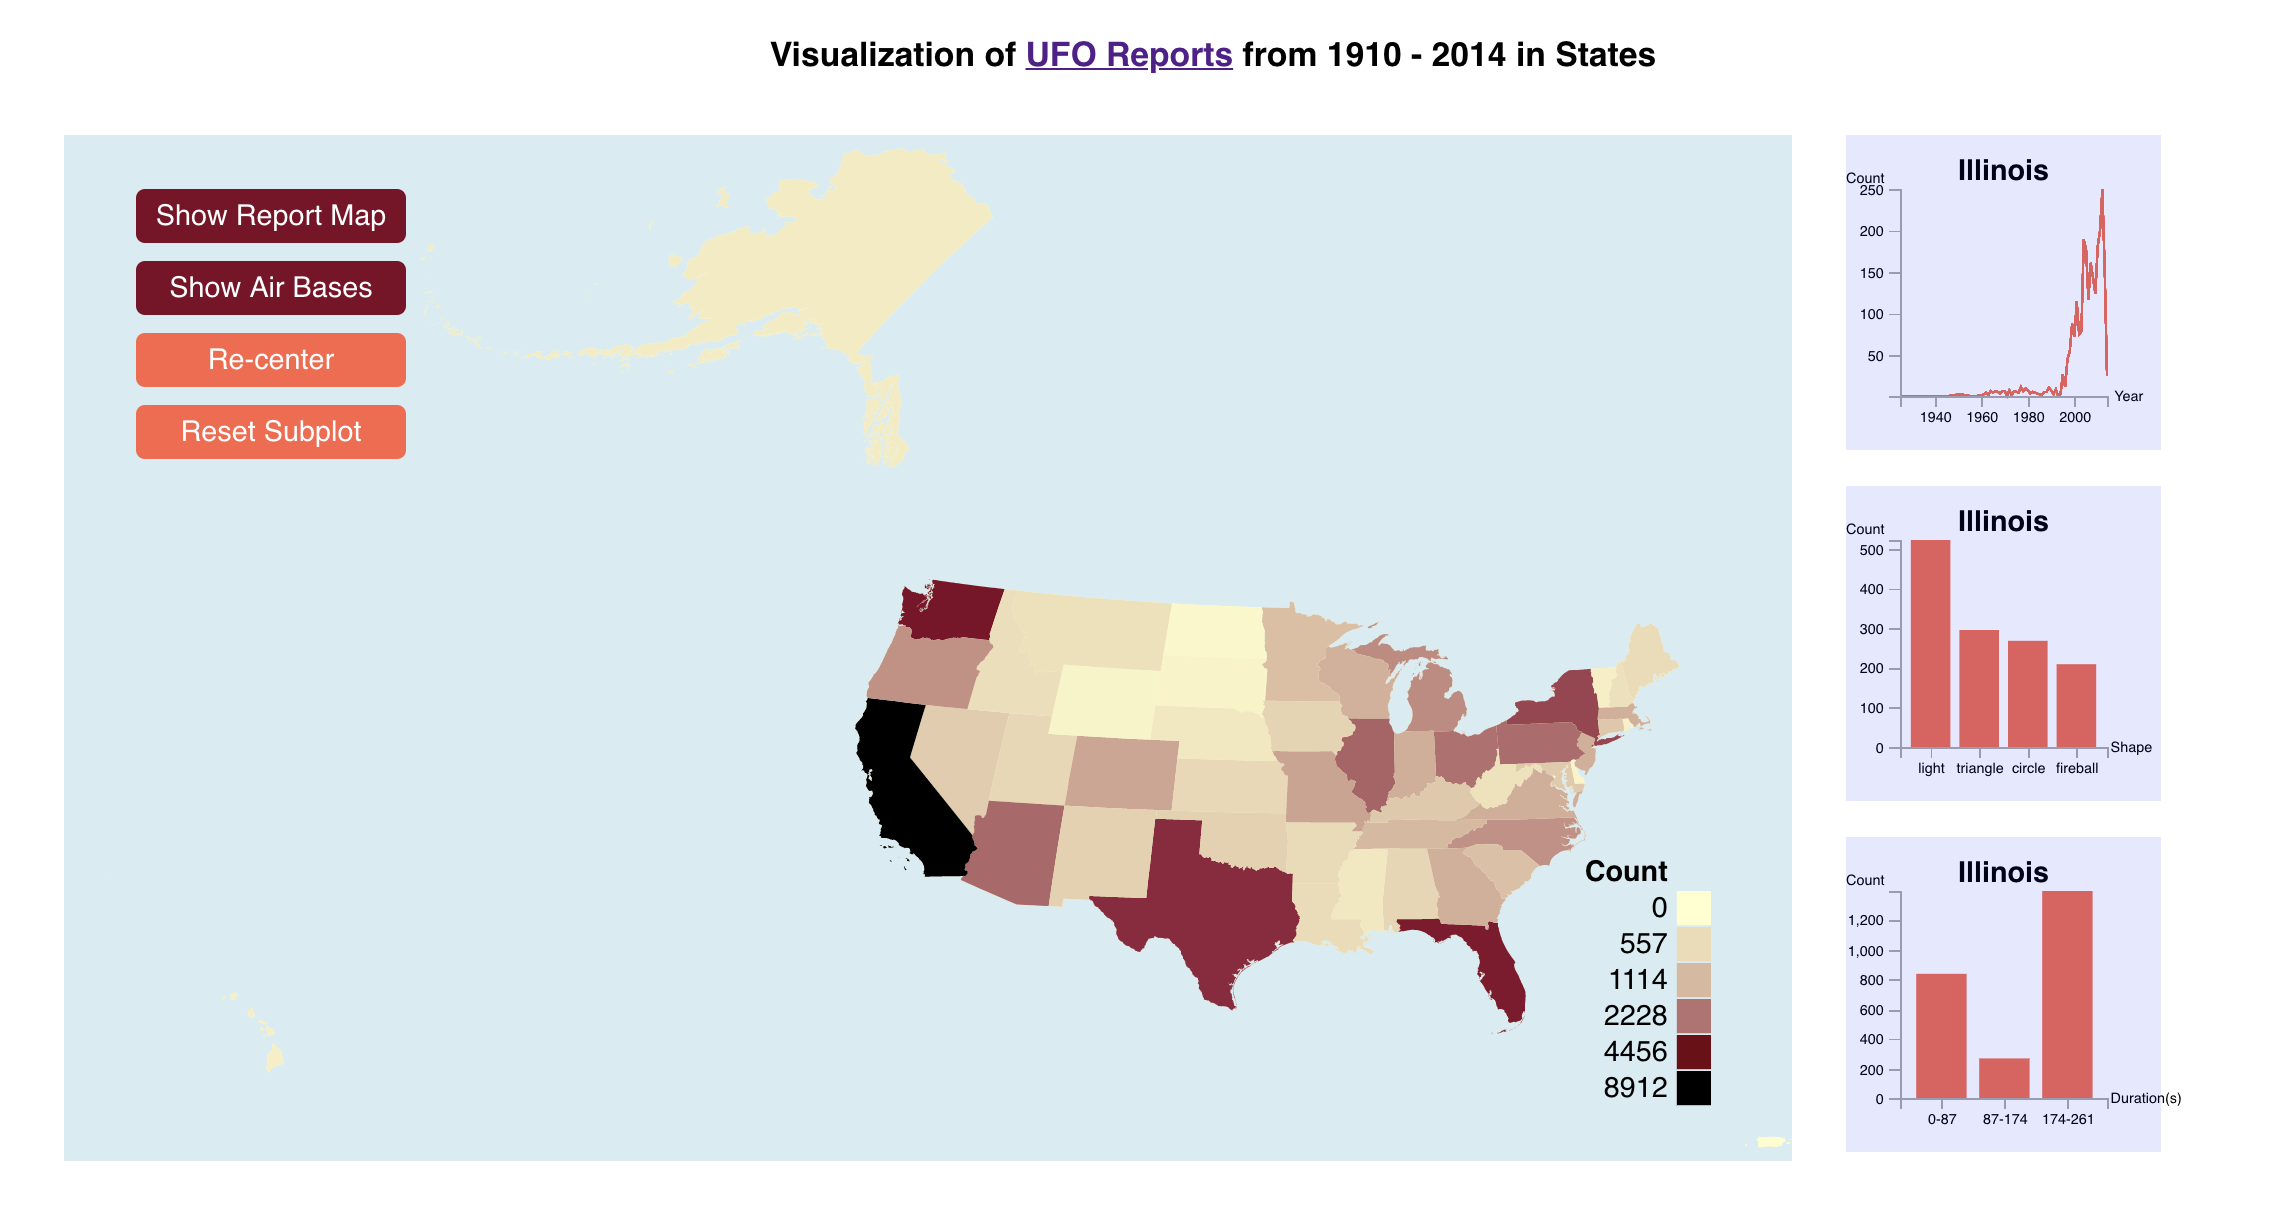 Visualization of UFO Reports from 1910 - 2014 in States
Show Report Map
Show Air Bases
Re-center
Reset Subplot
Count
0
557
1114
2228
4456
8912
Illinois
Count
250
200
150
100
50
Year
1940 1960 1980 2000
Illinois
Count
500
400
300
200
100
0
Shape
light triangle circle fireball
Illinois
Count
1,200
1,000
800
600
400
200
0
Duration(s)
0-87 87-174 174-261